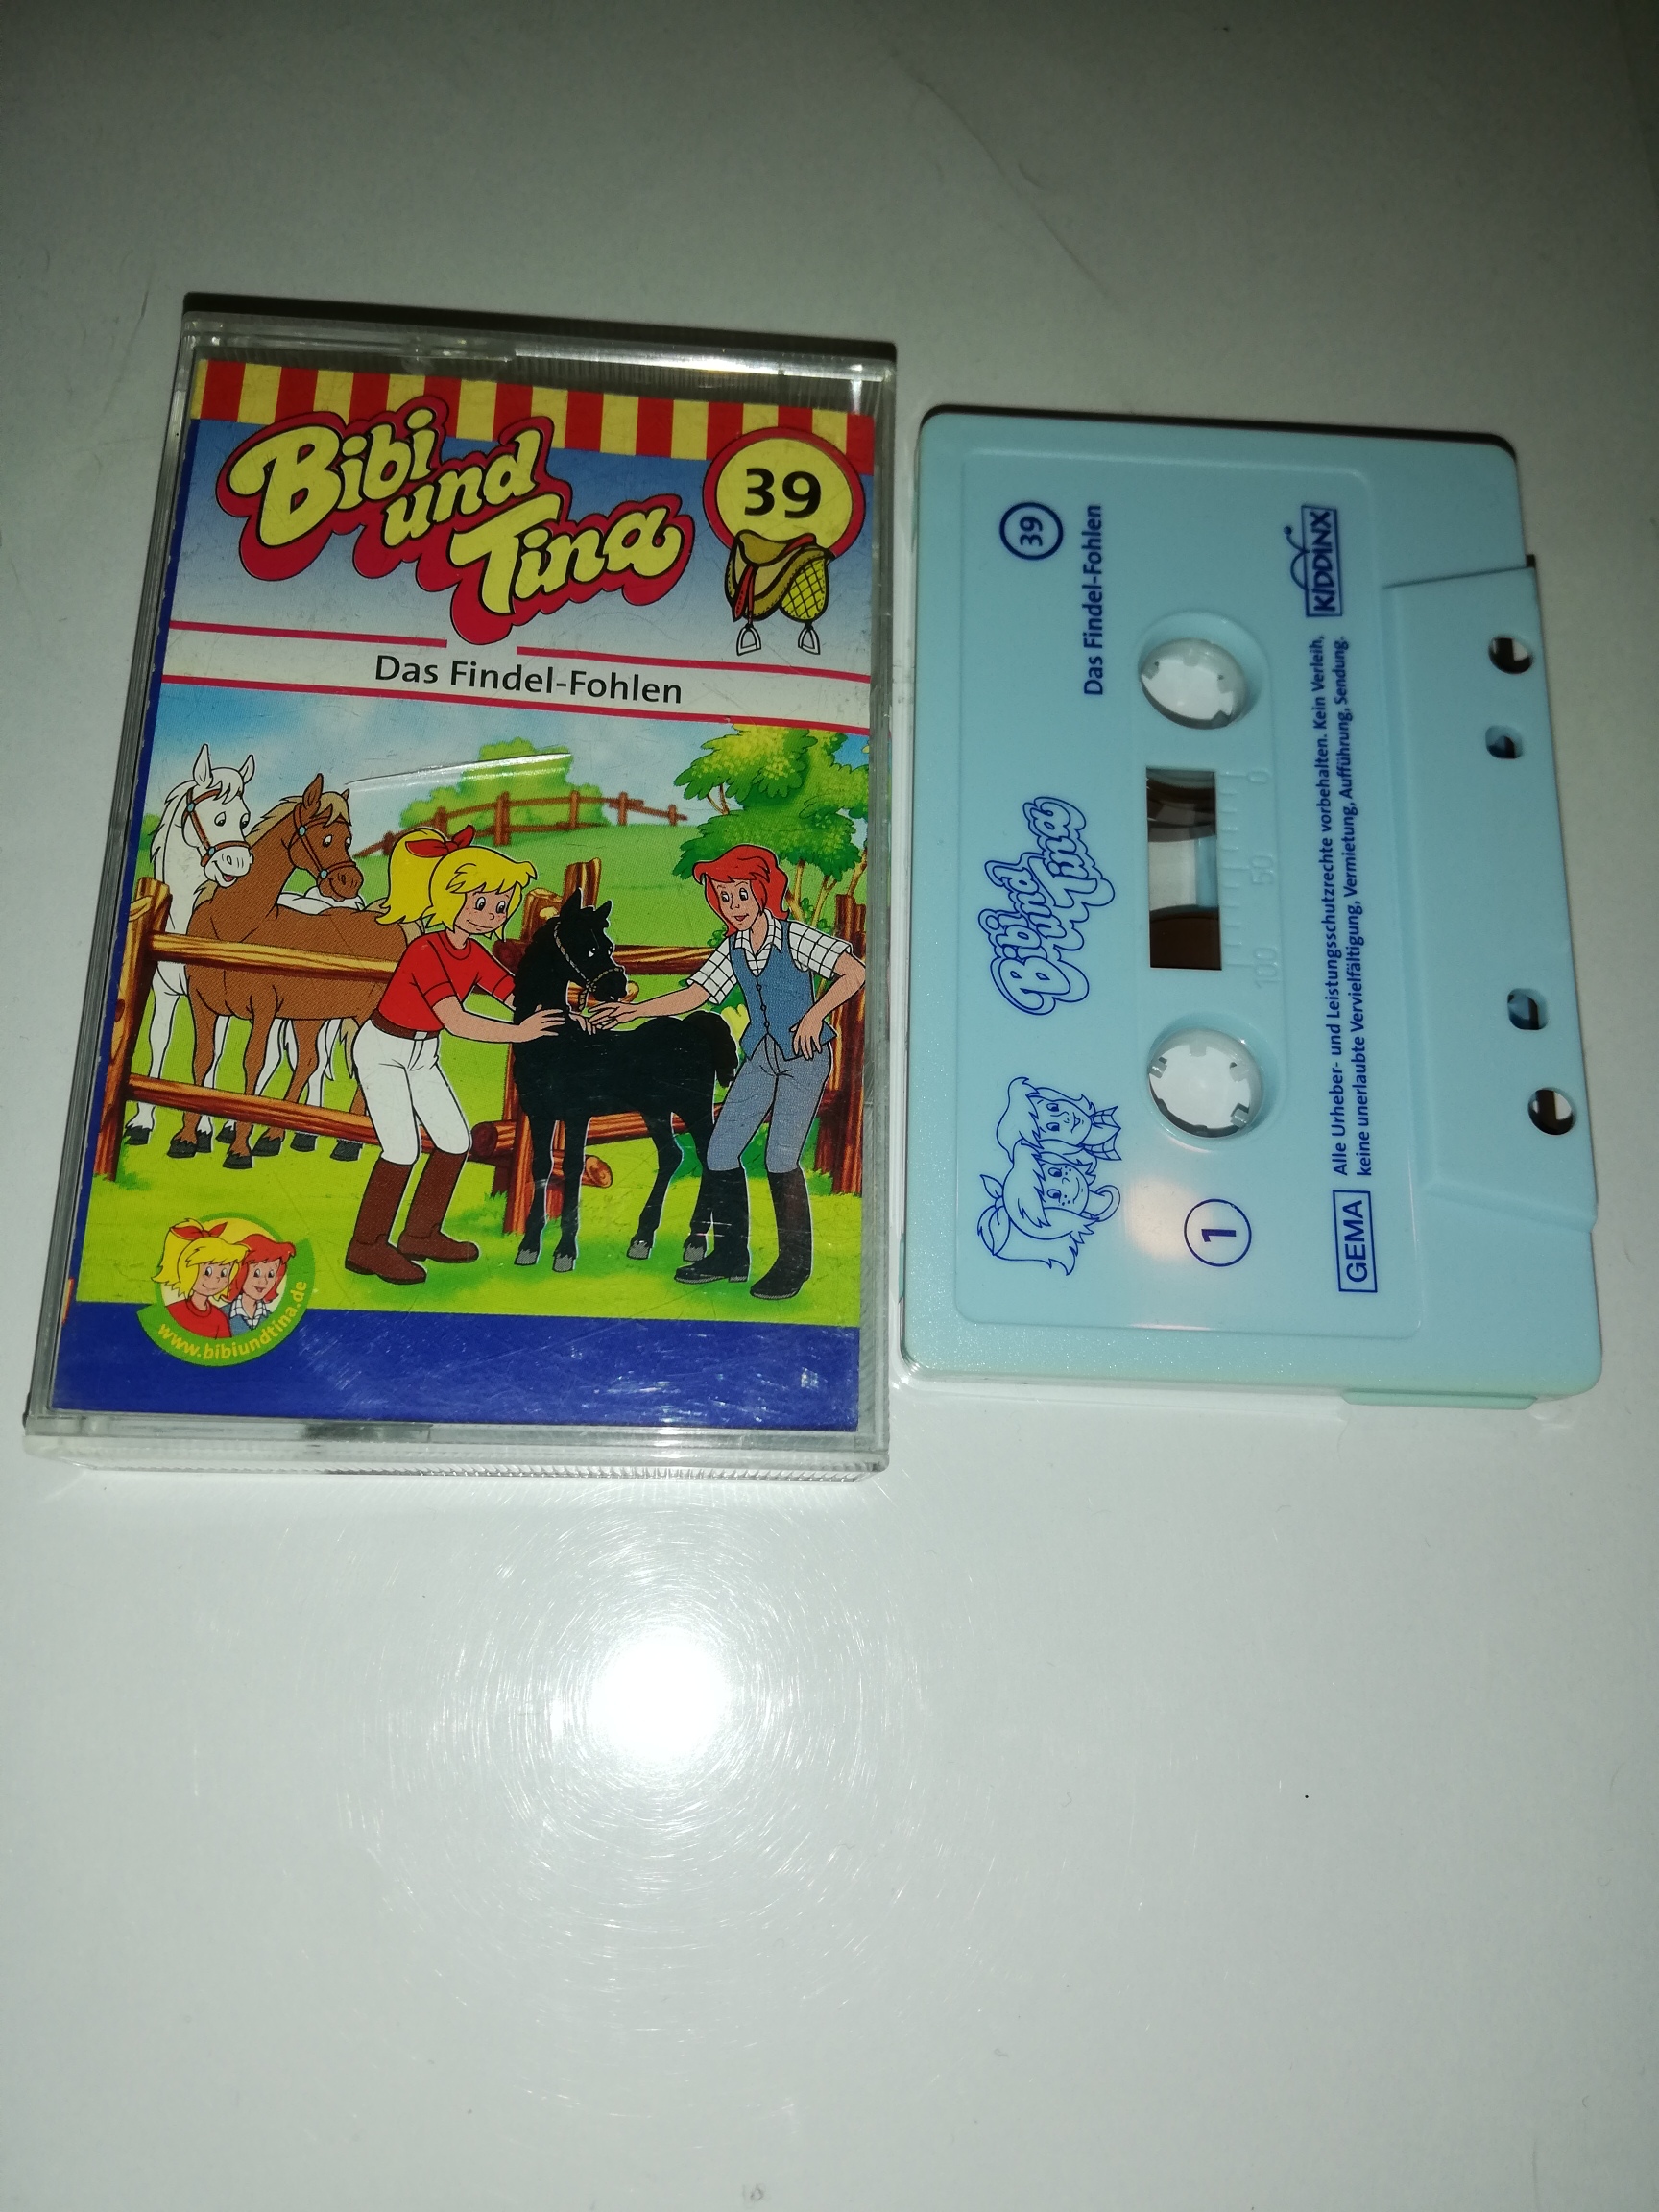 Bibi
und
Tina
39
Das Findel-Fohlen
www.bibiundtina.de
39
Das Findel-Fohlen
Bibi und Tina
1
0
50
100
KIDDINX
GEMA
Alle Urheber- und Leistungsschutzrechte vorbehalten. Kein Verleih,
keine unerlaubte Vervielfältigung, Vermietung, Aufführung, Sendung.